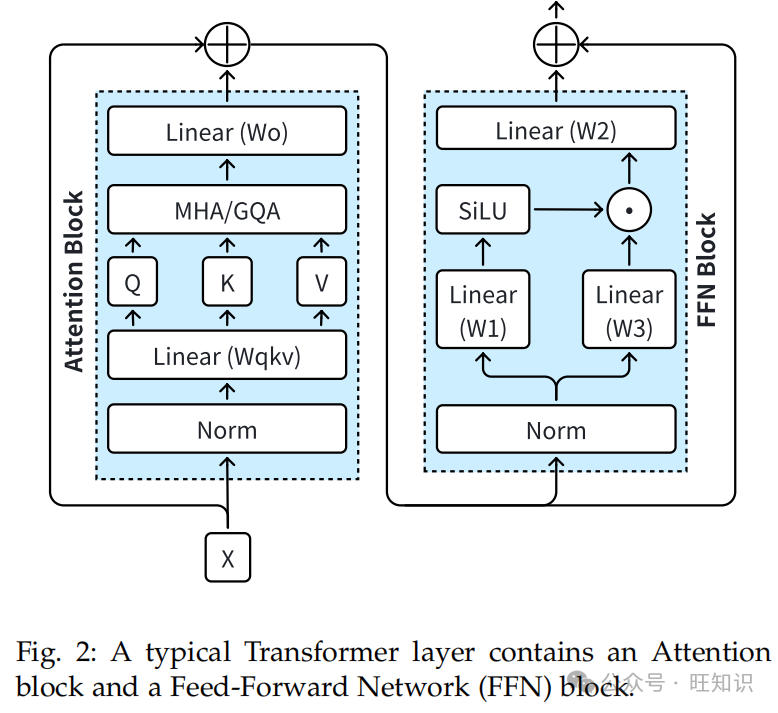 Linear (Wo)
MHA/GQA
Q
K
V
Linear (Wqkv)
Norm
X
Attention Block
Linear (W2)
SiLU
Linear
(W1)
Linear
(W3)
Norm
FFN Block
Fig. 2: A typical Transformer layer contains an Attention
block and a Feed-Forward Network (FFN) block.
公众号 · 旺知识